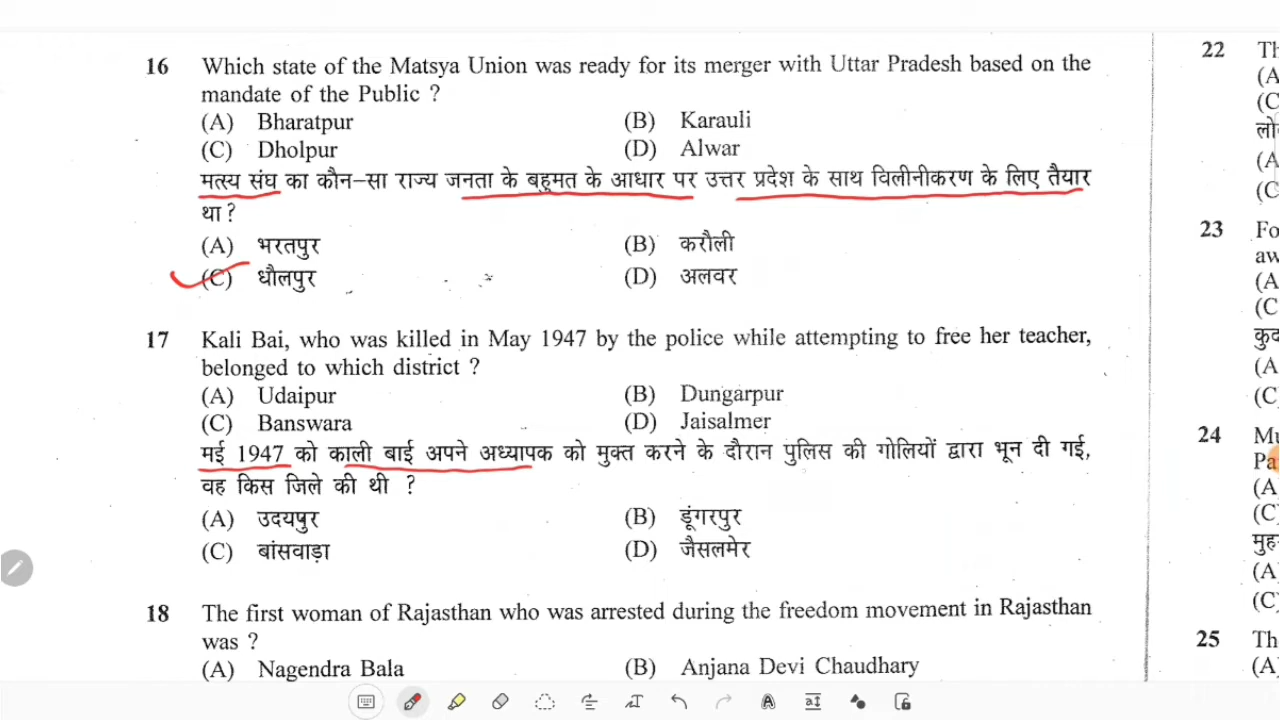 16 Which state of the Matsya Union was ready for its merger with Uttar Pradesh based on the
mandate of the Public ?
(A) Bharatpur (B) Karauli
(C) Dholpur (D) Alwar
मत्स्य संघ का कौन-सा राज्य जनता के बहुमत के आधार पर उत्तर प्रदेश के साथ विलीनीकरण के लिए तैयार
था ?
(A) भरतपुर (B) करौली
(C) धौलपुर (D) अलवर
17 Kali Bai, who was killed in May 1947 by the police while attempting to free her teacher,
belonged to which district ?
(A) Udaipur (B) Dungarpur
(C) Banswara (D) Jaisalmer
मई 1947 को काली बाई अपने अध्यापक को मुक्त करने के दौरान पुलिस की गोलियों द्वारा भून दी गई,
वह किस जिले की थी ?
(A) उदयपुर (B) डूंगरपुर
(C) बांसवाड़ा (D) जैसलमेर
18 The first woman of Rajasthan who was arrested during the freedom movement in Rajasthan
was ?
(A) Nagendra Bala (B) Anjana Devi Chaudhary
22
(A
(C
(A
(C
23 Fo
aw
(A
(C
(A
(C
24 Mu
Pa
(A
(C
(A
(C
25 Th
(A